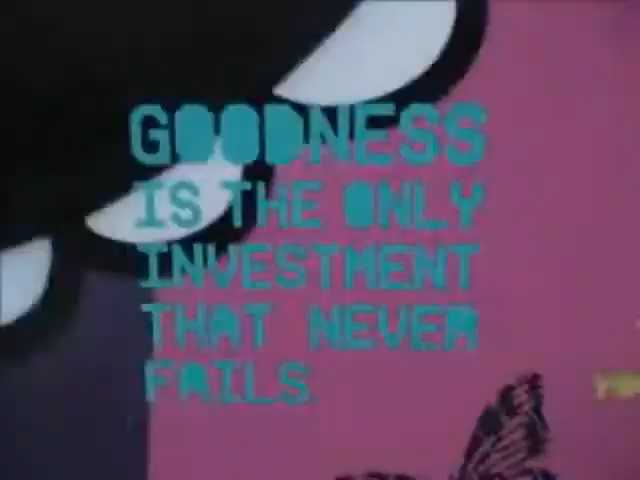 GOODNESS
IS THE ONLY
INVESTMENT
THAT NEVER
FAILS.